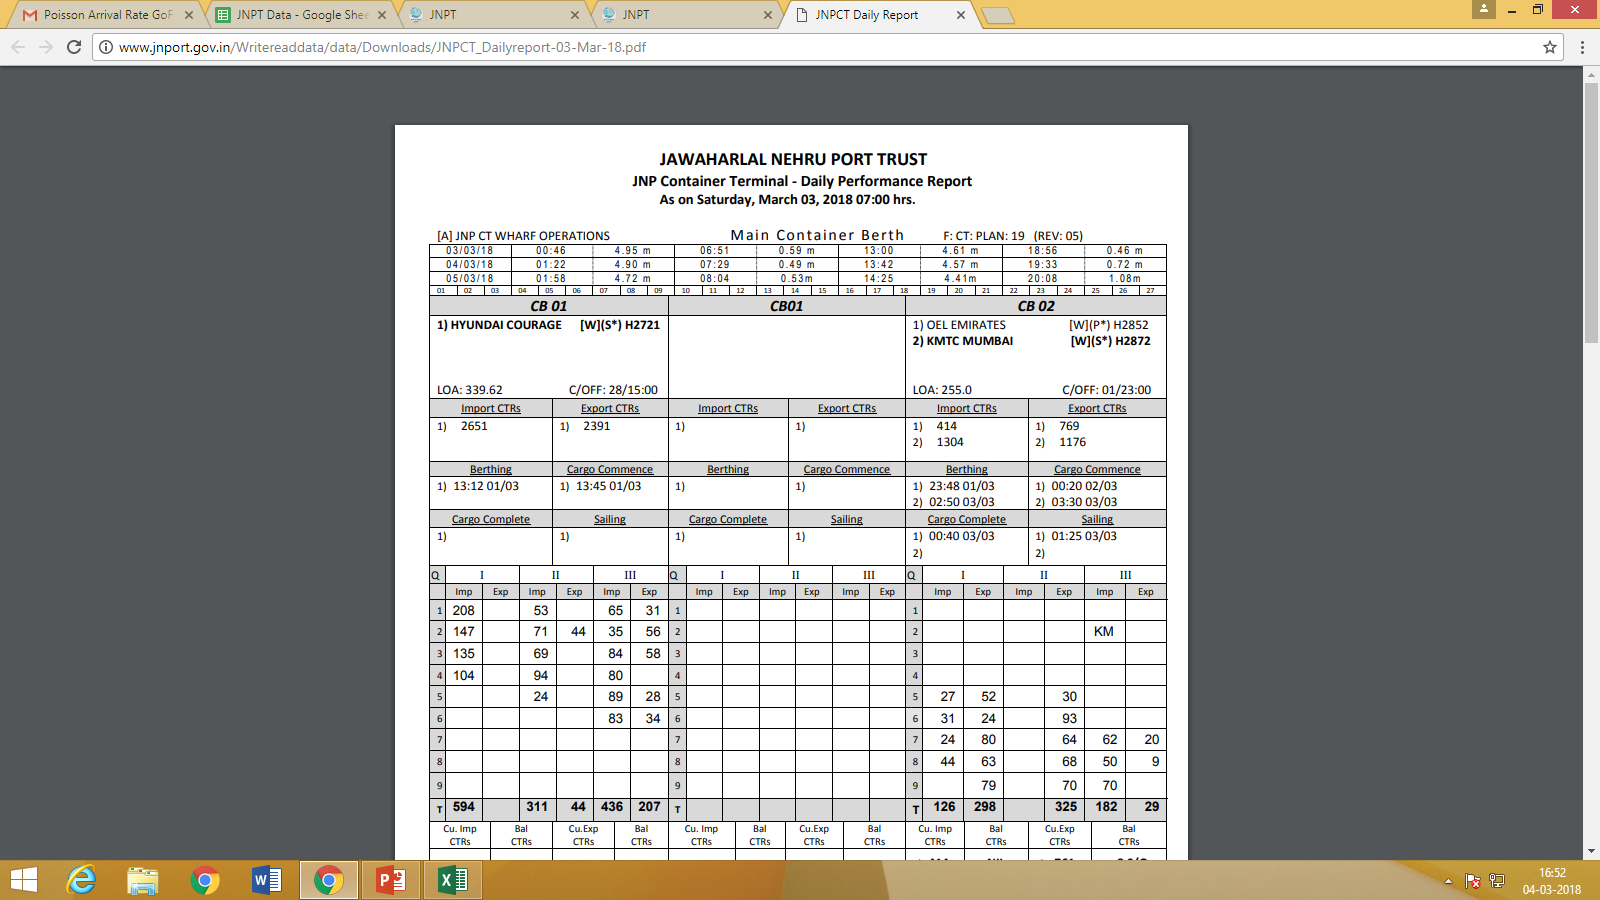 Poisson Arrival Rate GoF
JNPT Data - Google Shee
JNPT
JNPT
JNPCT Daily Report
www.jnport.gov.in/Writereaddata/data/Downloads/JNPCT_Dailyreport-03-Mar-18.pdf
JAWAHARLAL NEHRU PORT TRUST
JNP Container Terminal - Daily Performance Report
As on Saturday, March 03, 2018 07:00 hrs.
[A] JNP CT WHARF OPERATIONS Main Container Berth F: CT: PLAN: 19 (REV: 05)
03/03/18 00:46 4.95 m 06:51 0.59 m 13:00 4.61 m 18:56 0.46 m
04/03/18 01:22 4.90 m 07:29 0.49 m 13:42 4.57 m 19:33 0.72 m
05/03/18 01:58 4.72 m 08:04 0.53m 14:25 4.41m 20:08 1.08m
01 02 03 04 05 06 07 08 09 10 11 12 13 14 15 16 17 18 19 20 21 22 23 24 25 26 27
CB 01 CB01 CB 02
1) HYUNDAI COURAGE [W](S*) H2721 1) OEL EMIRATES [W](P*) H2852
2) KMTC MUMBAI [W](S*) H2872
LOA: 339.62 C/OFF: 28/15:00 LOA: 255.0 C/OFF: 01/23:00
Import CTRs Export CTRs Import CTRs Export CTRs Import CTRs Export CTRs
1) 2651 1) 2391 1) 1) 1) 414 1) 769
2) 1304 2) 1176
Berthing Cargo Commence Berthing Cargo Commence Berthing Cargo Commence
1) 13:12 01/03 1) 13:45 01/03 1) 1) 1) 23:48 01/03 1) 00:20 02/03
2) 02:50 03/03 2) 03:30 03/03
Cargo Complete Sailing Cargo Complete Sailing Cargo Complete Sailing
1) 1) 1) 1) 1) 00:40 03/03 1) 01:25 03/03
2) 2)
Q I II III Q I II III Q I II III
Imp Exp Imp Exp Imp Exp Imp Exp Imp Exp Imp Exp Imp Exp Imp Exp Imp Exp
1 208 53 65 31 1 1
2 147 71 44 35 56 2 2 KM
3 135 69 84 58 3 3
4 104 94 80 4 4
5 24 89 28 5 5 27 52 30
6 83 34 6 6 31 24 93
7 7 7 24 80 64 62 20
8 8 8 44 63 68 50 9
9 9 9 79 70 70
T 594 311 44 436 207 T T 126 298 325 182 29
Cu. Imp Bal Cu.Exp Bal Cu. Imp Bal Cu.Exp Bal Cu. Imp Bal Cu.Exp Bal
CTRs CTRs CTRs CTRs CTRs CTRs CTRs CTRs CTRs CTRs CTRs CTRs
16:52
04-03-2018